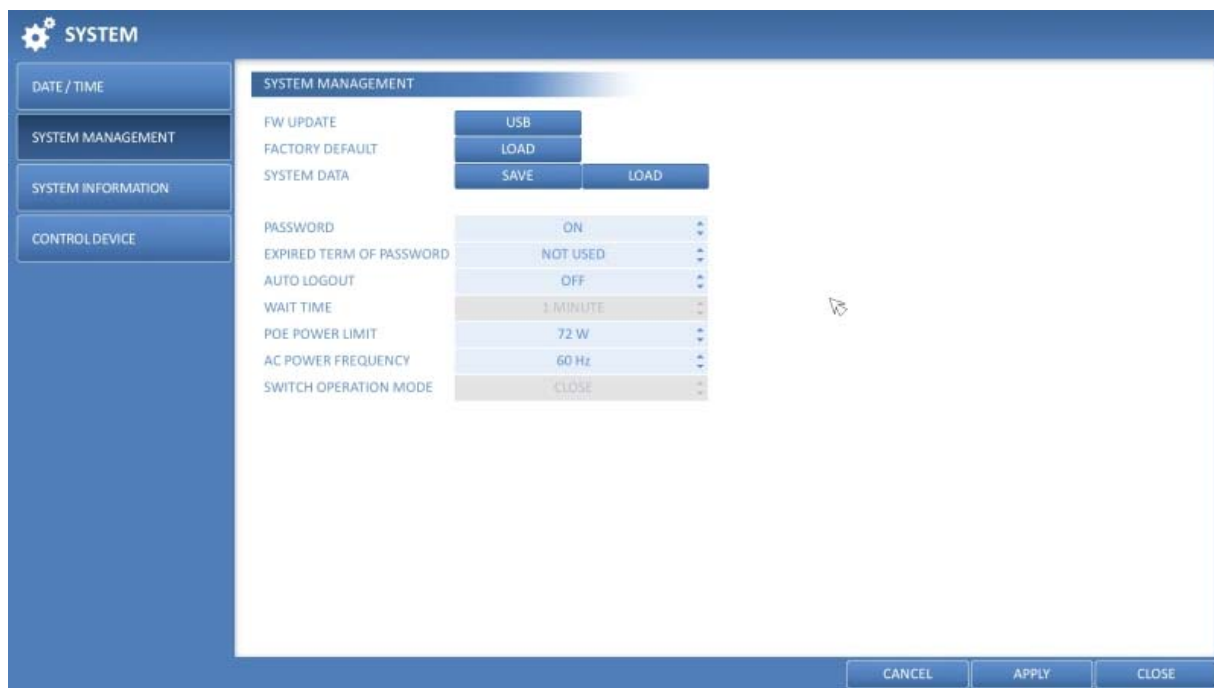 SYSTEM
DATE / TIME
SYSTEM MANAGEMENT
SYSTEM INFORMATION
CONTROL DEVICE
SYSTEM MANAGEMENT
FW UPDATE USB
FACTORY DEFAULT LOAD
SYSTEM DATA SAVE LOAD
PASSWORD ON
EXPIRED TERM OF PASSWORD NOT USED
AUTO LOGOUT OFF
WAIT TIME 1 MINUTE
POE POWER LIMIT 72 W
AC POWER FREQUENCY 60 Hz
SWITCH OPERATION MODE CLOSE
CANCEL APPLY CLOSE